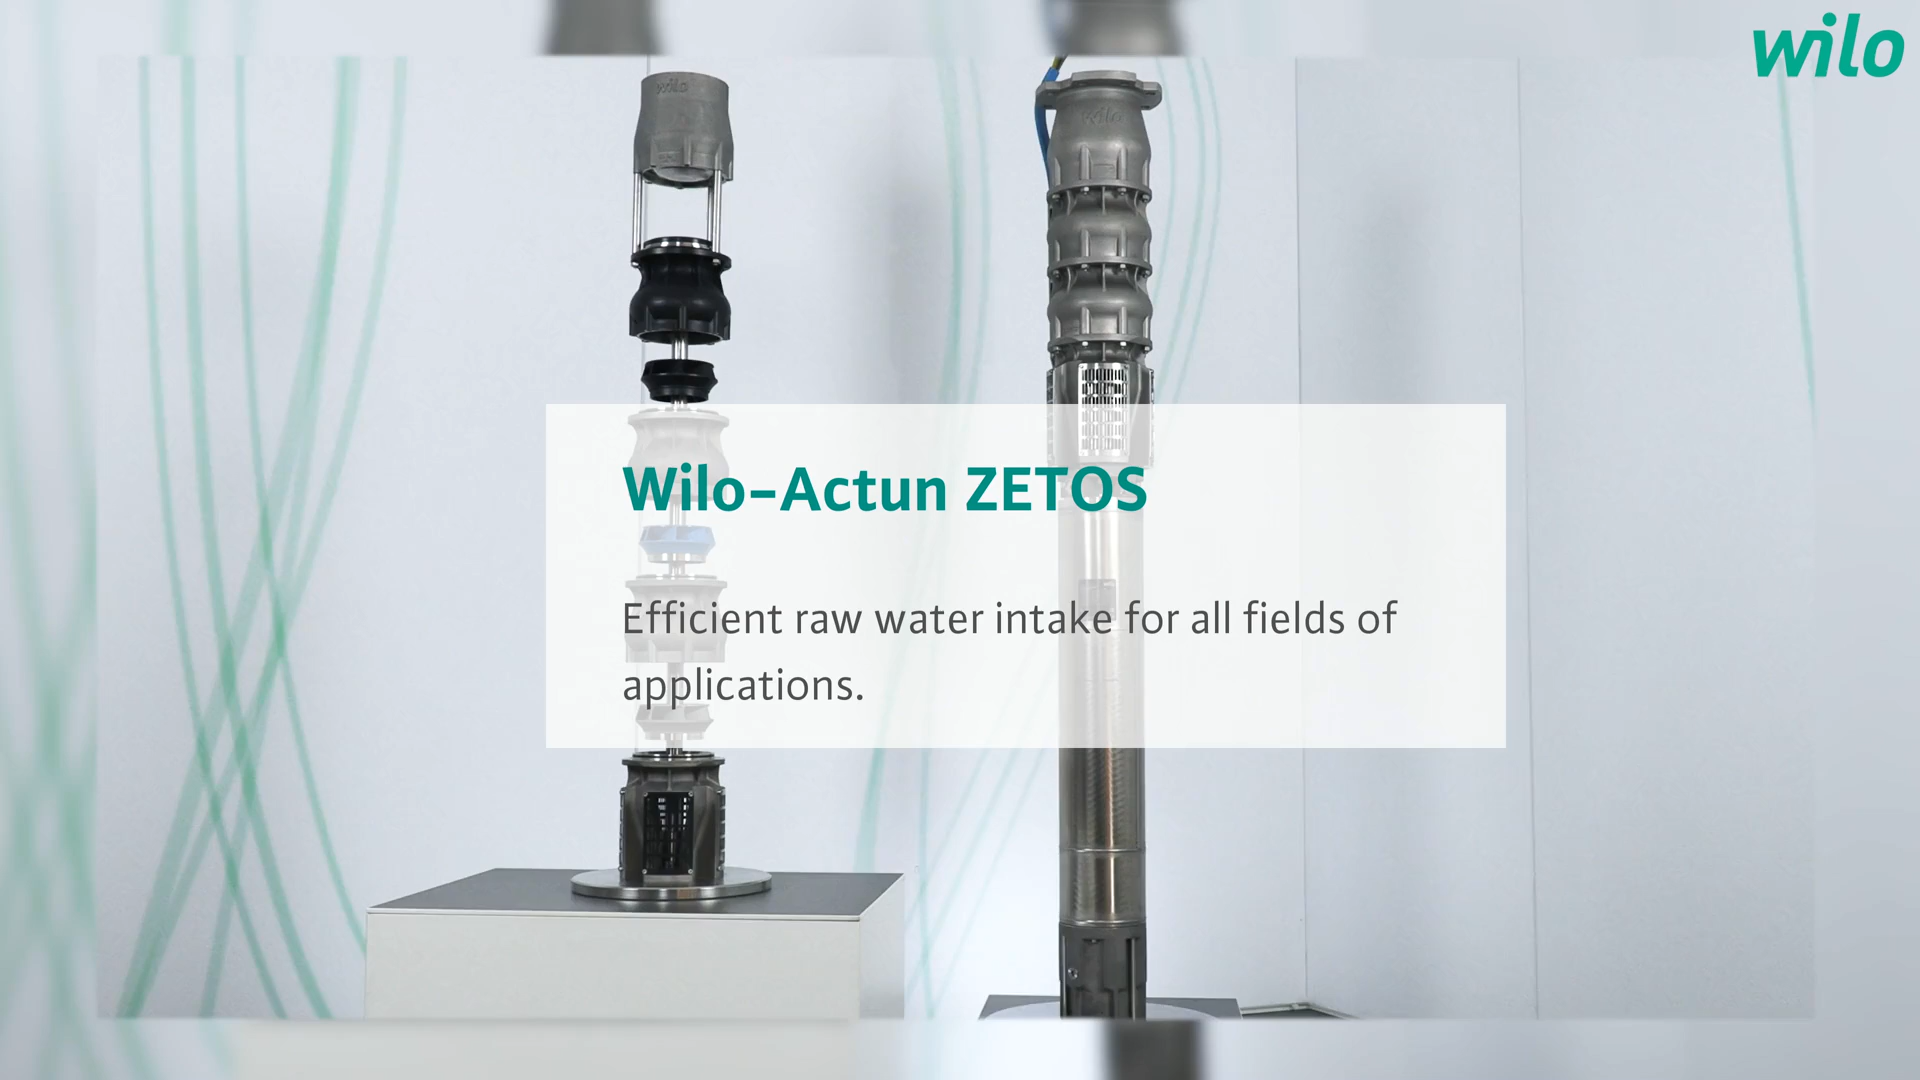 wilo
wilo
wilo
Wilo-Actun ZETOS
Efficient raw water intake for all fields of
applications.